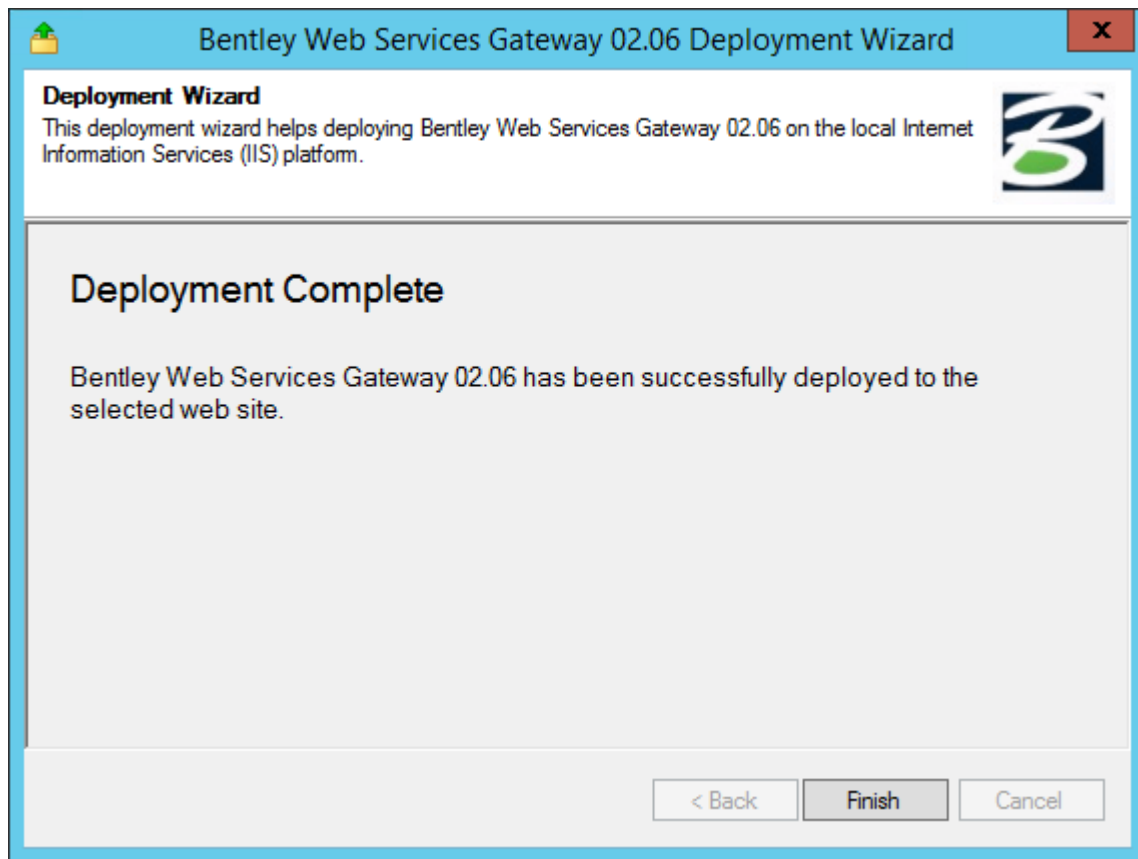 Bentley Web Services Gateway 02.06 Deployment Wizard
x
Deployment Wizard
This deployment wizard helps deploying Bentley Web Services Gateway 02.06 on the local Internet
Information Services (IIS) platform.
B
Deployment Complete
Bentley Web Services Gateway 02.06 has been successfully deployed to the
selected web site.
< Back
Finish
Cancel